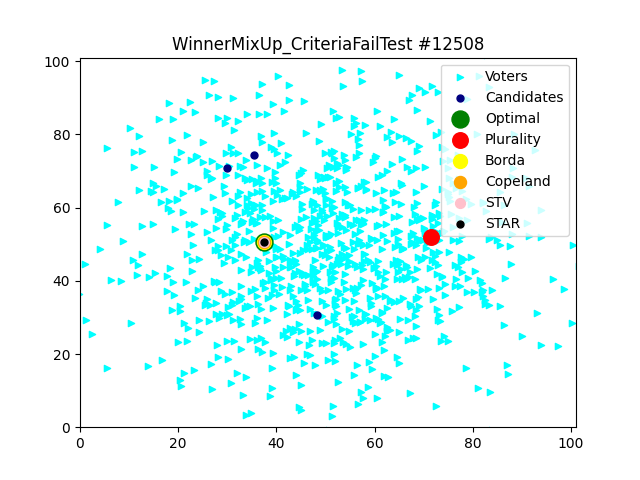 WinnerMixUp_CriteriaFailTest #12508
100
80
60
40
20
0
0
20
40
60
80
100
Voters
Candidates
Optimal
Plurality
Borda
Copeland
STV
STAR